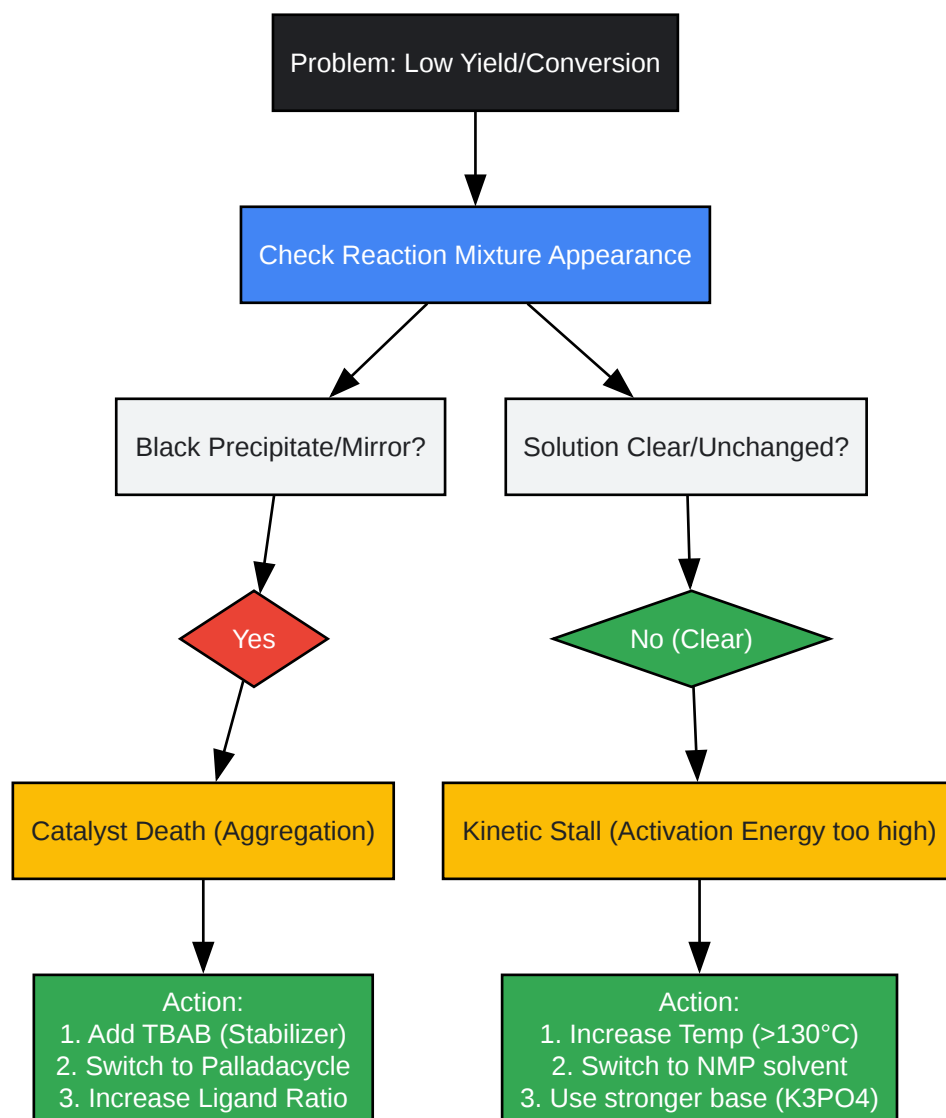 Problem: Low Yield/Conversion
Check Reaction Mixture Appearance
Black Precipitate/Mirror?
Solution Clear/Unchanged?
Yes
No (Clear)
Catalyst Death (Aggregation)
Kinetic Stall (Activation Energy too high)
Action:
1. Add TBAB (Stabilizer)
2. Switch to Palladacycle
3. Increase Ligand Ratio
Action:
1. Increase Temp (>130°C)
2. Switch to NMP solvent
3. Use stronger base (K3PO4)